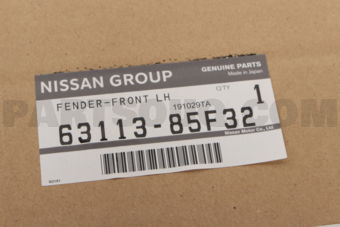 NISSAN GROUP
GENUINE PARTS
Made in Japan
FENDER-FRONT LH
QTY
1
191029TA
63113-85F32
Nissan Motor Co., Ltd